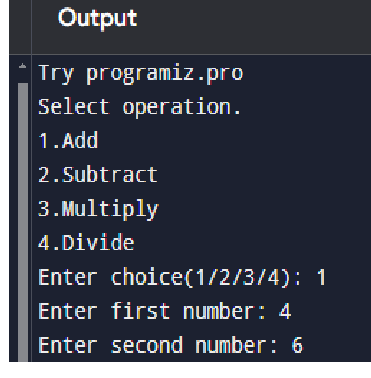 Output
Try programiz.pro
Select operation.
1.Add
2.Subtract
3.Multiply
4.Divide
Enter choice(1/2/3/4): 1
Enter first number: 4
Enter second number: 6